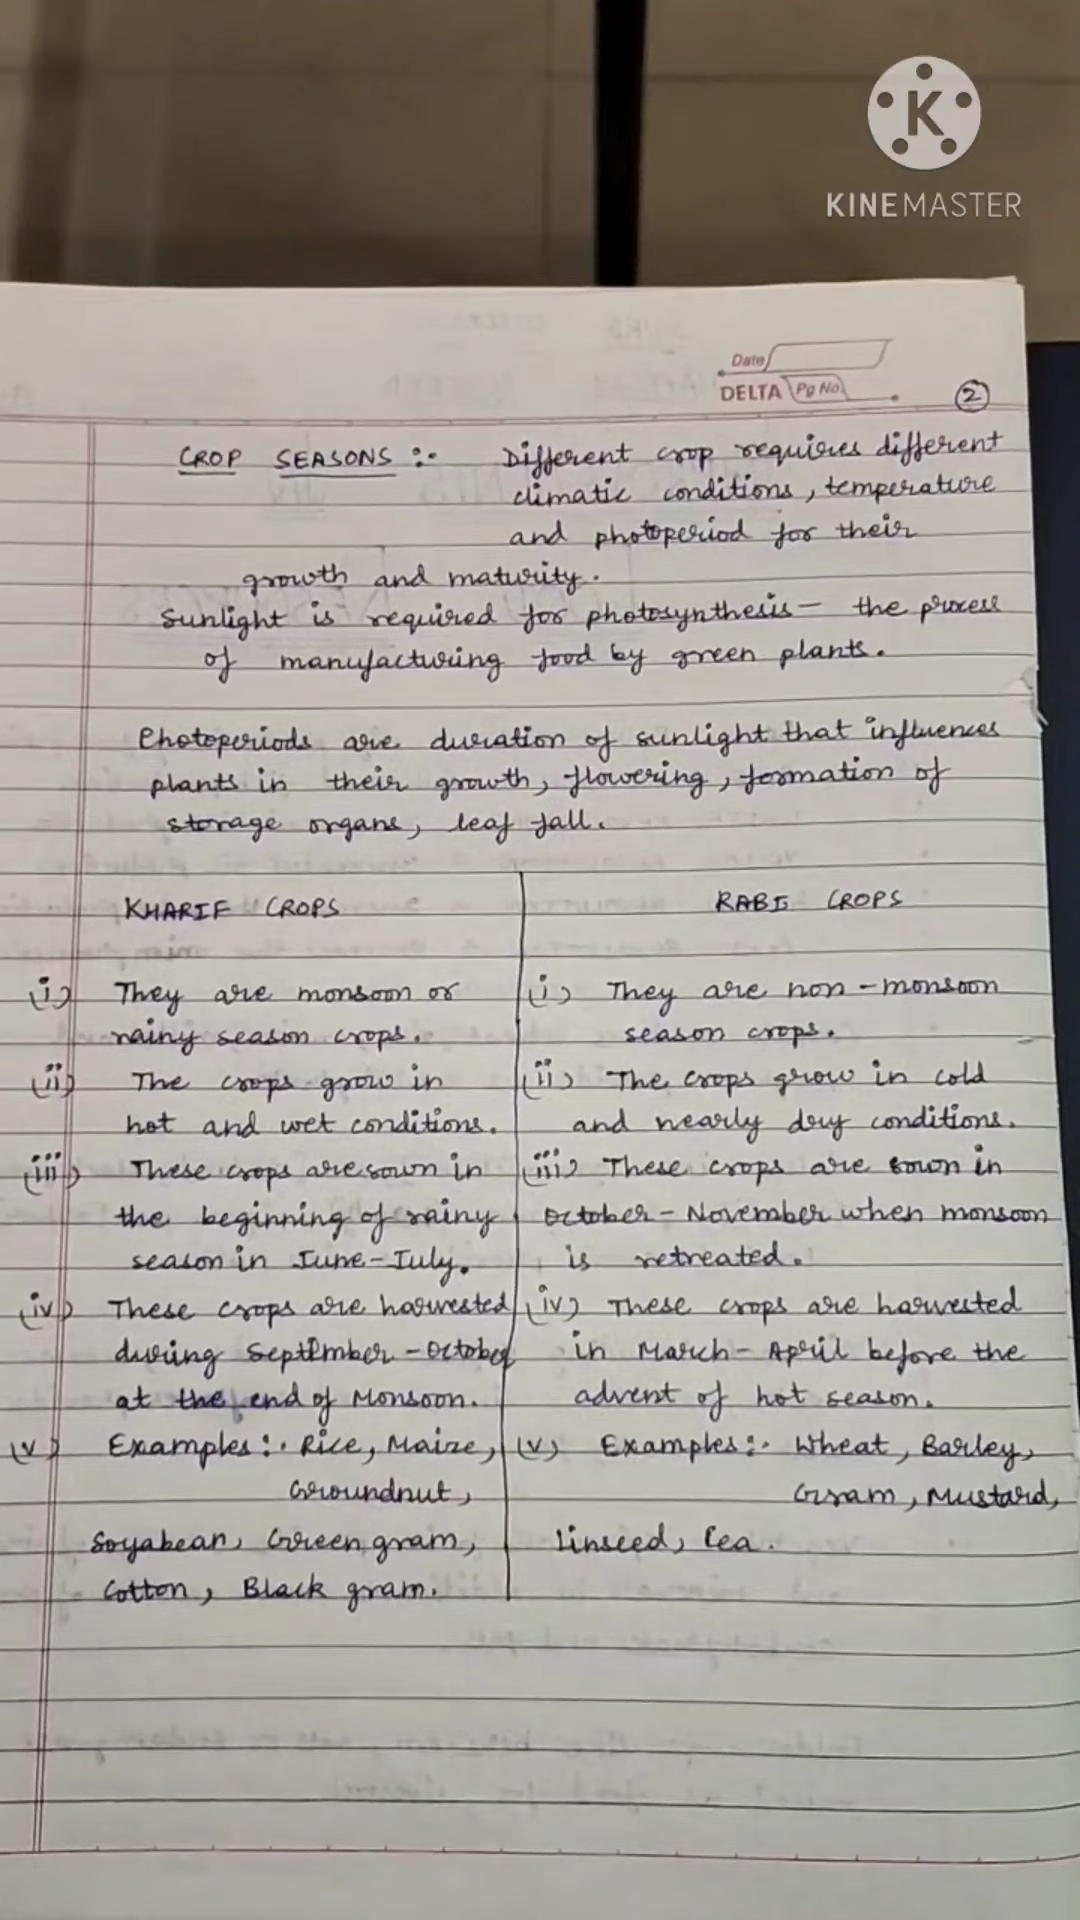 K
KINEMASTER
Date
DELTA Pg No.
2
CROP SEASONS :- Different crop requires different
climatic conditions, temperature
and photoperiod for their
growth and maturity.
Sunlight is required for photosynthesis - the process
of manufacturing food by green plants.
Photoperiods are duration of sunlight that influences
plants in their growth, flowering, formation of
storage organs, leaf fall.
KHARIF CROPS
(i) They are monsoon or
rainy season crops.
(ii) The crops grow in
hot and wet conditions.
(iii) These crops are sown in
the beginning of rainy
season in June-July.
(iv) These crops are harvested
during September - October
at the end of Monsoon.
(v) Examples:- Rice, Maize,
Groundnut,
Soyabean, Green gram,
Cotton, Black gram.
RABI CROPS
(i) They are non-monsoon
season crops.
(ii) The crops grow in cold
and nearly dry conditions.
(iii) These crops are sown in
October-November when monsoon
is retreated.
(iv) These crops are harvested
in March- April before the
advent of hot season.
(v) Examples:- Wheat, Barley,
Gram, Mustard,
Linseed, Pea.